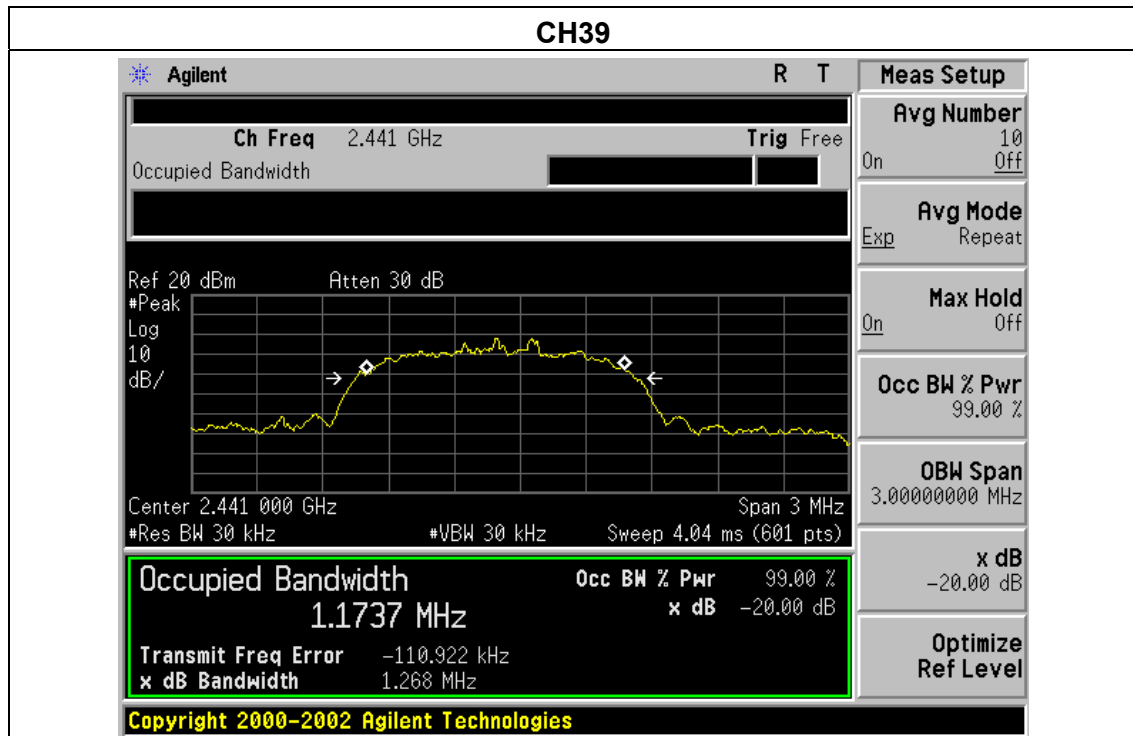 CH39
Agilent R T Meas Setup
Ch Freq 2.441 GHz Trig Free
Occupied Bandwidth
Avg Number
10
On Off
Avg Mode
Exp Repeat
Max Hold
On Off
Occ BW % Pwr
99.00 %
OBW Span
3.00000000 MHz
x dB
-20.00 dB
Optimize
Ref Level
Ref 20 dBm Atten 30 dB
#Peak
Log
10
dB/
Center 2.441 000 GHz Span 3 MHz
#Res BW 30 kHz #VBW 30 kHz Sweep 4.04 ms (601 pts)
Occupied Bandwidth Occ BW % Pwr 99.00 %
1.1737 MHz x dB -20.00 dB
Transmit Freq Error -110.922 kHz
x dB Bandwidth 1.268 MHz
Copyright 2000-2002 Agilent Technologies